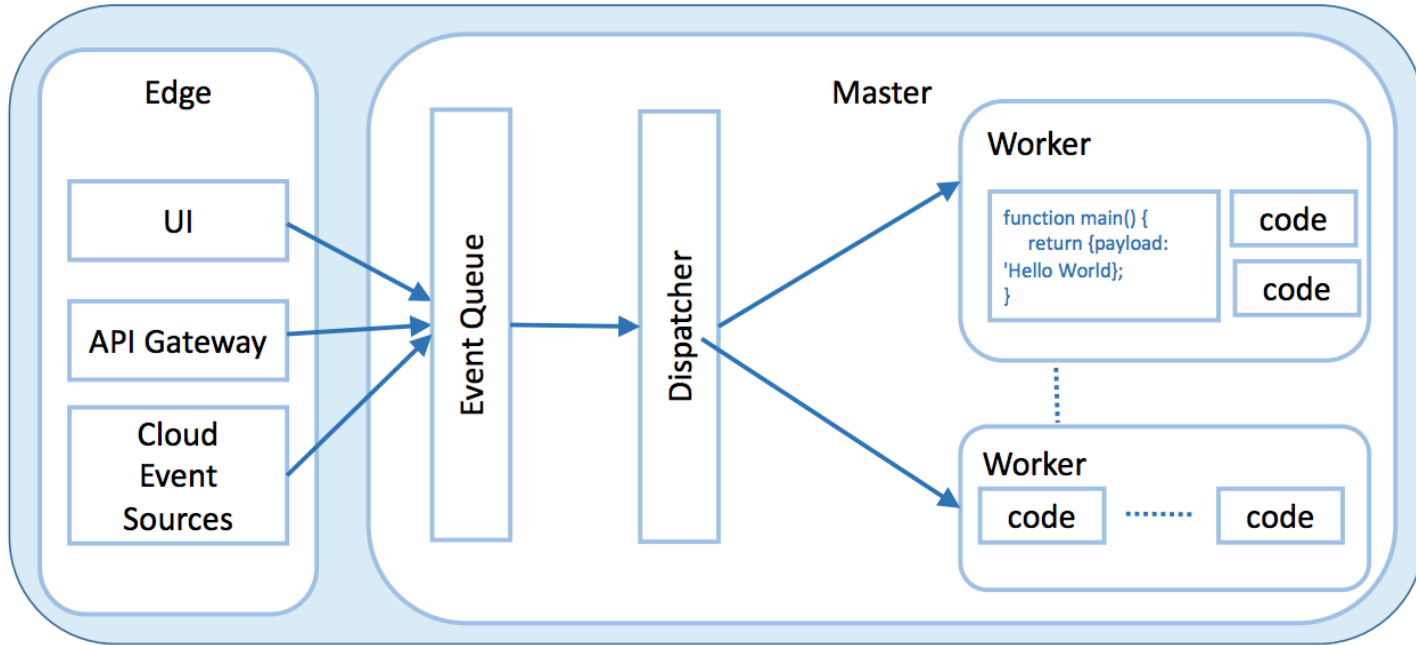 Edge
UI
API Gateway
Cloud
Event
Sources
Master
Event Queue
Dispatcher
Worker
function main() {
return {payload:
'Hello World};
}
code
code
Worker
code
code